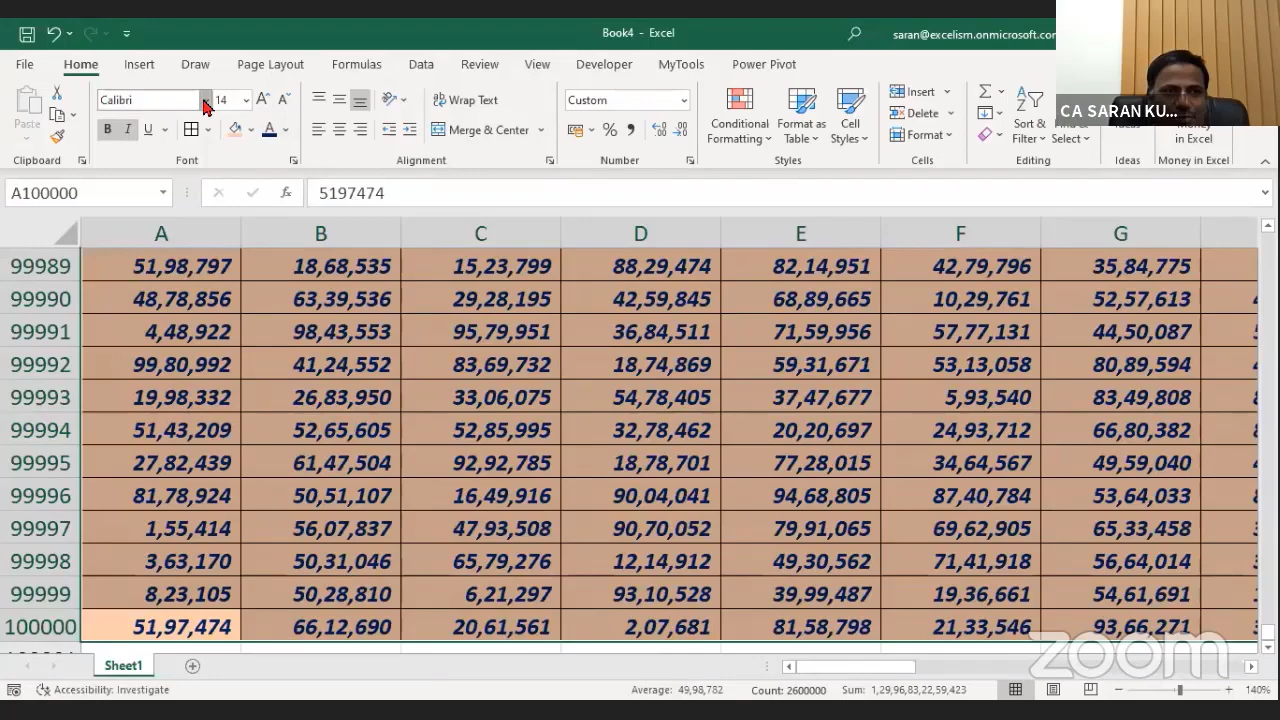 Book4 - Excel
saran@excelism.onmicrosoft.com
File Home Insert Draw Page Layout Formulas Data Review View Developer MyTools Power Pivot
CA SARAN KU...
Paste
Calibri 14
B I U A
Wrap Text
Merge & Center
Custom
% 9
Conditional Formatting
Format as Table
Cell Styles
Insert
Delete
Format
Sort & Filter
Select
Ideas
Money in Excel
Clipboard Font Alignment Number Styles Cells Editing Ideas Money in Excel
A100000 fx 5197474
A B C D E F G
99989 51,98,797 18,68,535 15,23,799 88,29,474 82,14,951 42,79,796 35,84,775
99990 48,78,856 63,39,536 29,28,195 42,59,845 68,89,665 10,29,761 52,57,613
99991 4,48,922 98,43,553 95,79,951 36,84,511 71,59,956 57,77,131 44,50,087
99992 99,80,992 41,24,552 83,69,732 18,74,869 59,31,671 53,13,058 80,89,594
99993 19,98,332 26,83,950 33,06,075 54,78,405 37,47,677 5,93,540 83,49,808
99994 51,43,209 52,65,605 52,85,995 32,78,462 20,20,697 24,93,712 66,80,382
99995 27,82,439 61,47,504 92,92,785 18,78,701 77,28,015 34,64,567 49,59,040
99996 81,78,924 50,51,107 16,49,916 90,04,041 94,68,805 87,40,784 53,64,033
99997 1,55,414 56,07,837 47,93,508 90,70,052 79,91,065 69,62,905 65,33,458
99998 3,63,170 50,31,046 65,79,276 12,14,912 49,30,562 71,41,918 56,64,014
99999 8,23,105 50,28,810 6,21,297 93,10,528 39,99,487 19,36,661 54,61,691
100000 51,97,474 66,12,690 20,61,561 2,07,681 81,58,798 21,33,546 93,66,271
zoom
Sheet1
Accessibility: Investigate Average: 49,98,782 Count: 2600000 Sum: 1,29,96,83,22,59,423 140%